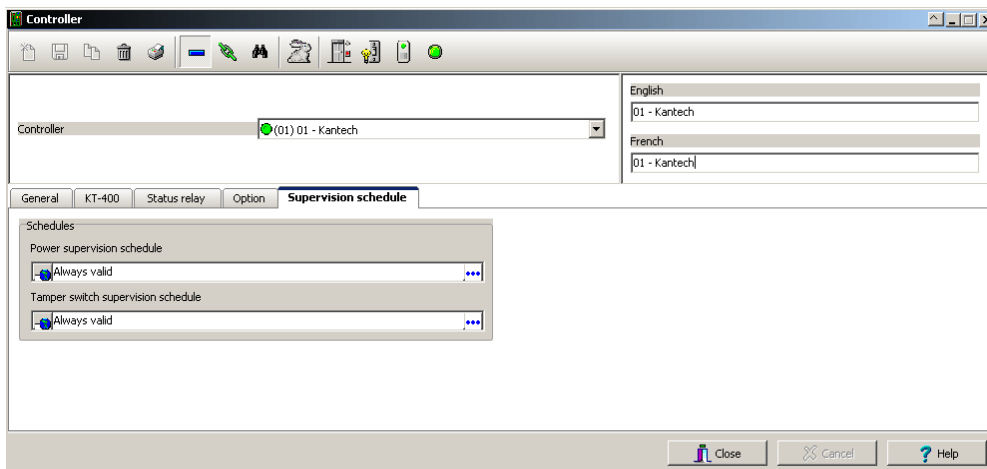 Controller
English
01 - Kantech
Controller
(01) 01 - Kantech
French
01 - Kantech
General
KT-400
Status relay
Option
Supervision schedule
Schedules
Power supervision schedule
Always valid
Tamper switch supervision schedule
Always valid
Close
Cancel
Help